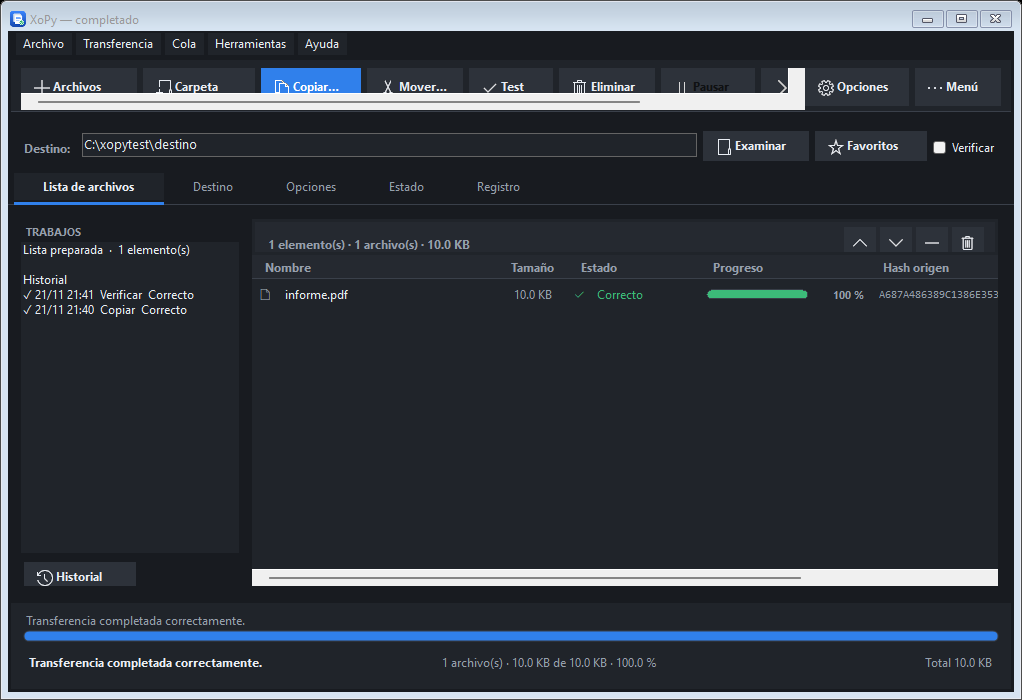 XoPy — completado
Archivo Transferencia Cola Herramientas Ayuda
Archivos Carpeta Copiar... Mover... Test Eliminar Pausar Opciones ... Menú
Destino: C:\xopytest\destino Examinar Favoritos Verificar
Lista de archivos Destino Opciones Estado Registro
TRABAJOS
Lista preparada · 1 elemento(s)
Historial
✓ 21/11 21:41 Verificar Correcto
✓ 21/11 21:40 Copiar Correcto
Historial
1 elemento(s) · 1 archivo(s) · 10.0 KB
Nombre Tamaño Estado Progreso Hash origen
informe.pdf 10.0 KB ✓ Correcto 100 % A687A486389C1386E353
Transferencia completada correctamente.
Transferencia completada correctamente. 1 archivo(s) · 10.0 KB de 10.0 KB · 100.0 % Total 10.0 KB